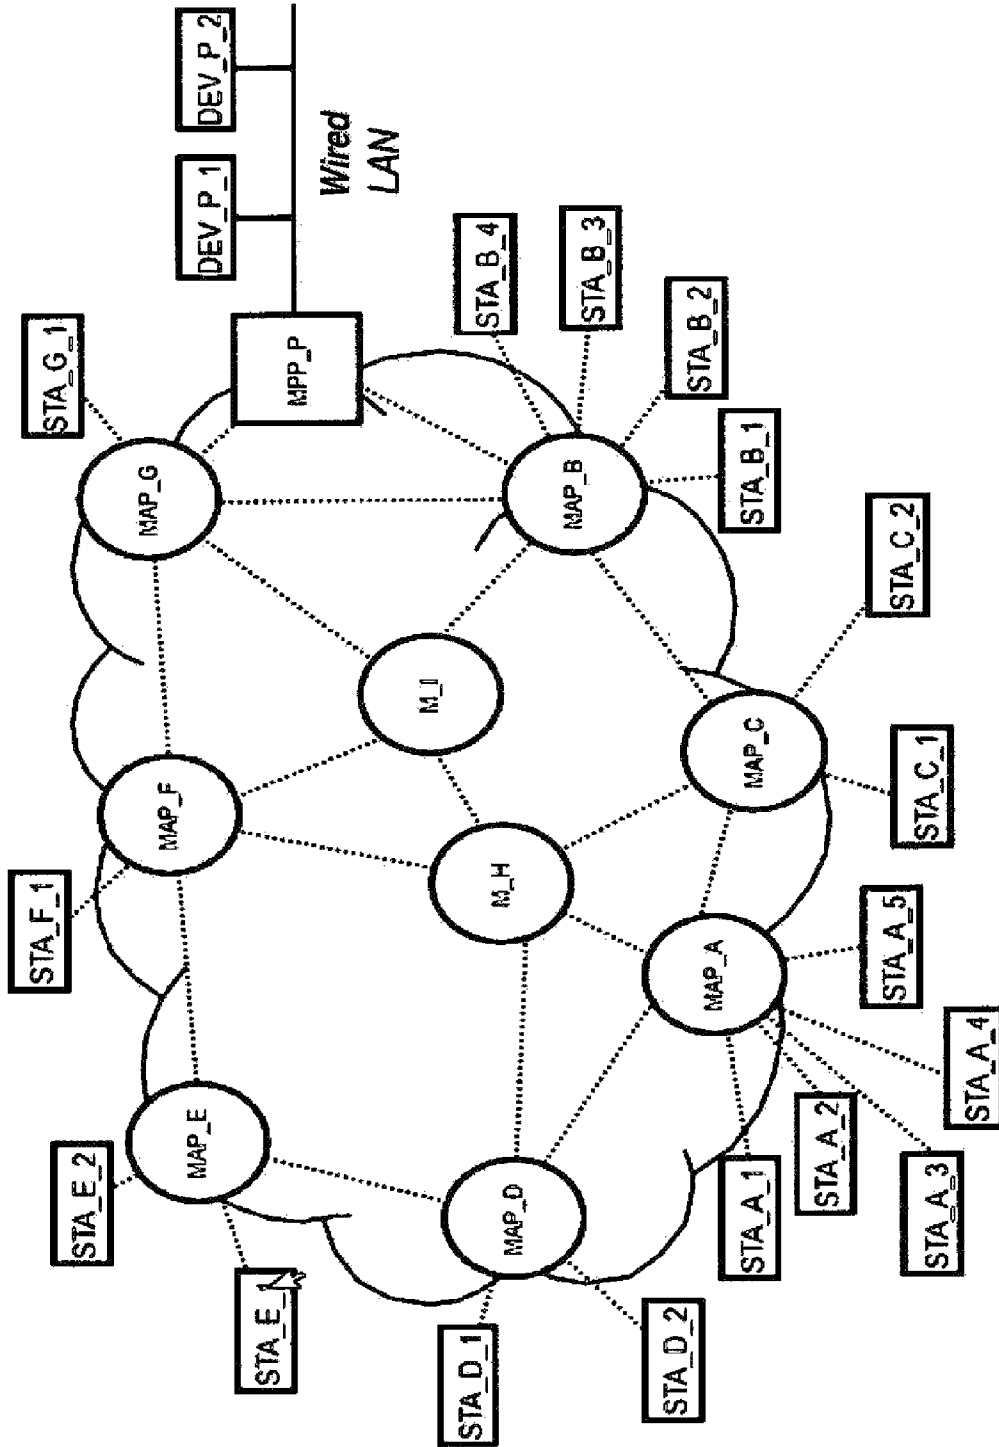 STA_F_1
STA_G_1
STA_E_2
MAP_G
MAP_F
MAP_E
DEV_P_1
DEV_P_2
STA_E_1
MPP_P
Wired
LAN
M_I
STA_D_1
STA_B_4
M_H
MAP_D
MAP_B
STA_B_3
STA_D_2
STA_B_2
MAP_A
STA_A_1
MAP_C
STA_B_1
STA_A_2
STA_A_5
STA_C_2
STA_C_1
STA_A_3
STA_A_4